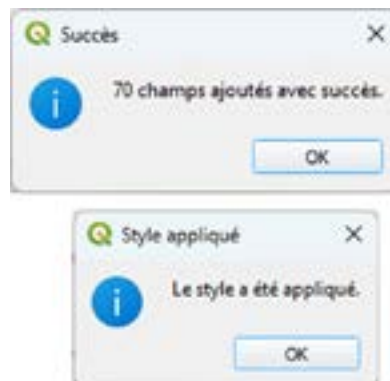 Succès
70 champs ajoutés avec succès.
OK
Style appliqué
Le style a été appliqué.
OK